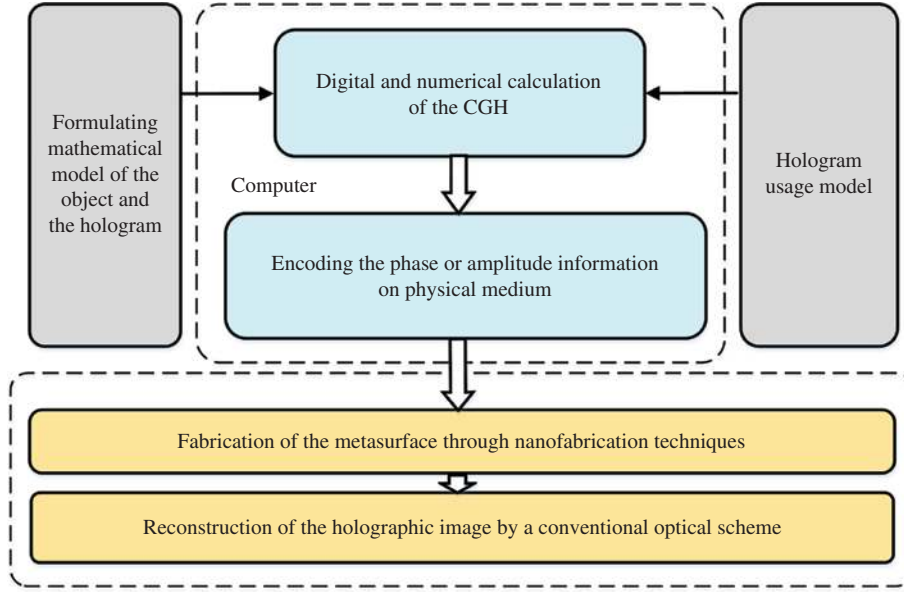 Formulating
mathematical
model of the
object and
the hologram
Digital and numerical calculation
of the CGH
Computer
Encoding the phase or amplitude information
on physical medium
Hologram
usage model
Fabrication of the metasurface through nanofabrication techniques
Reconstruction of the holographic image by a conventional optical scheme